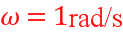 ω = 1rad/s